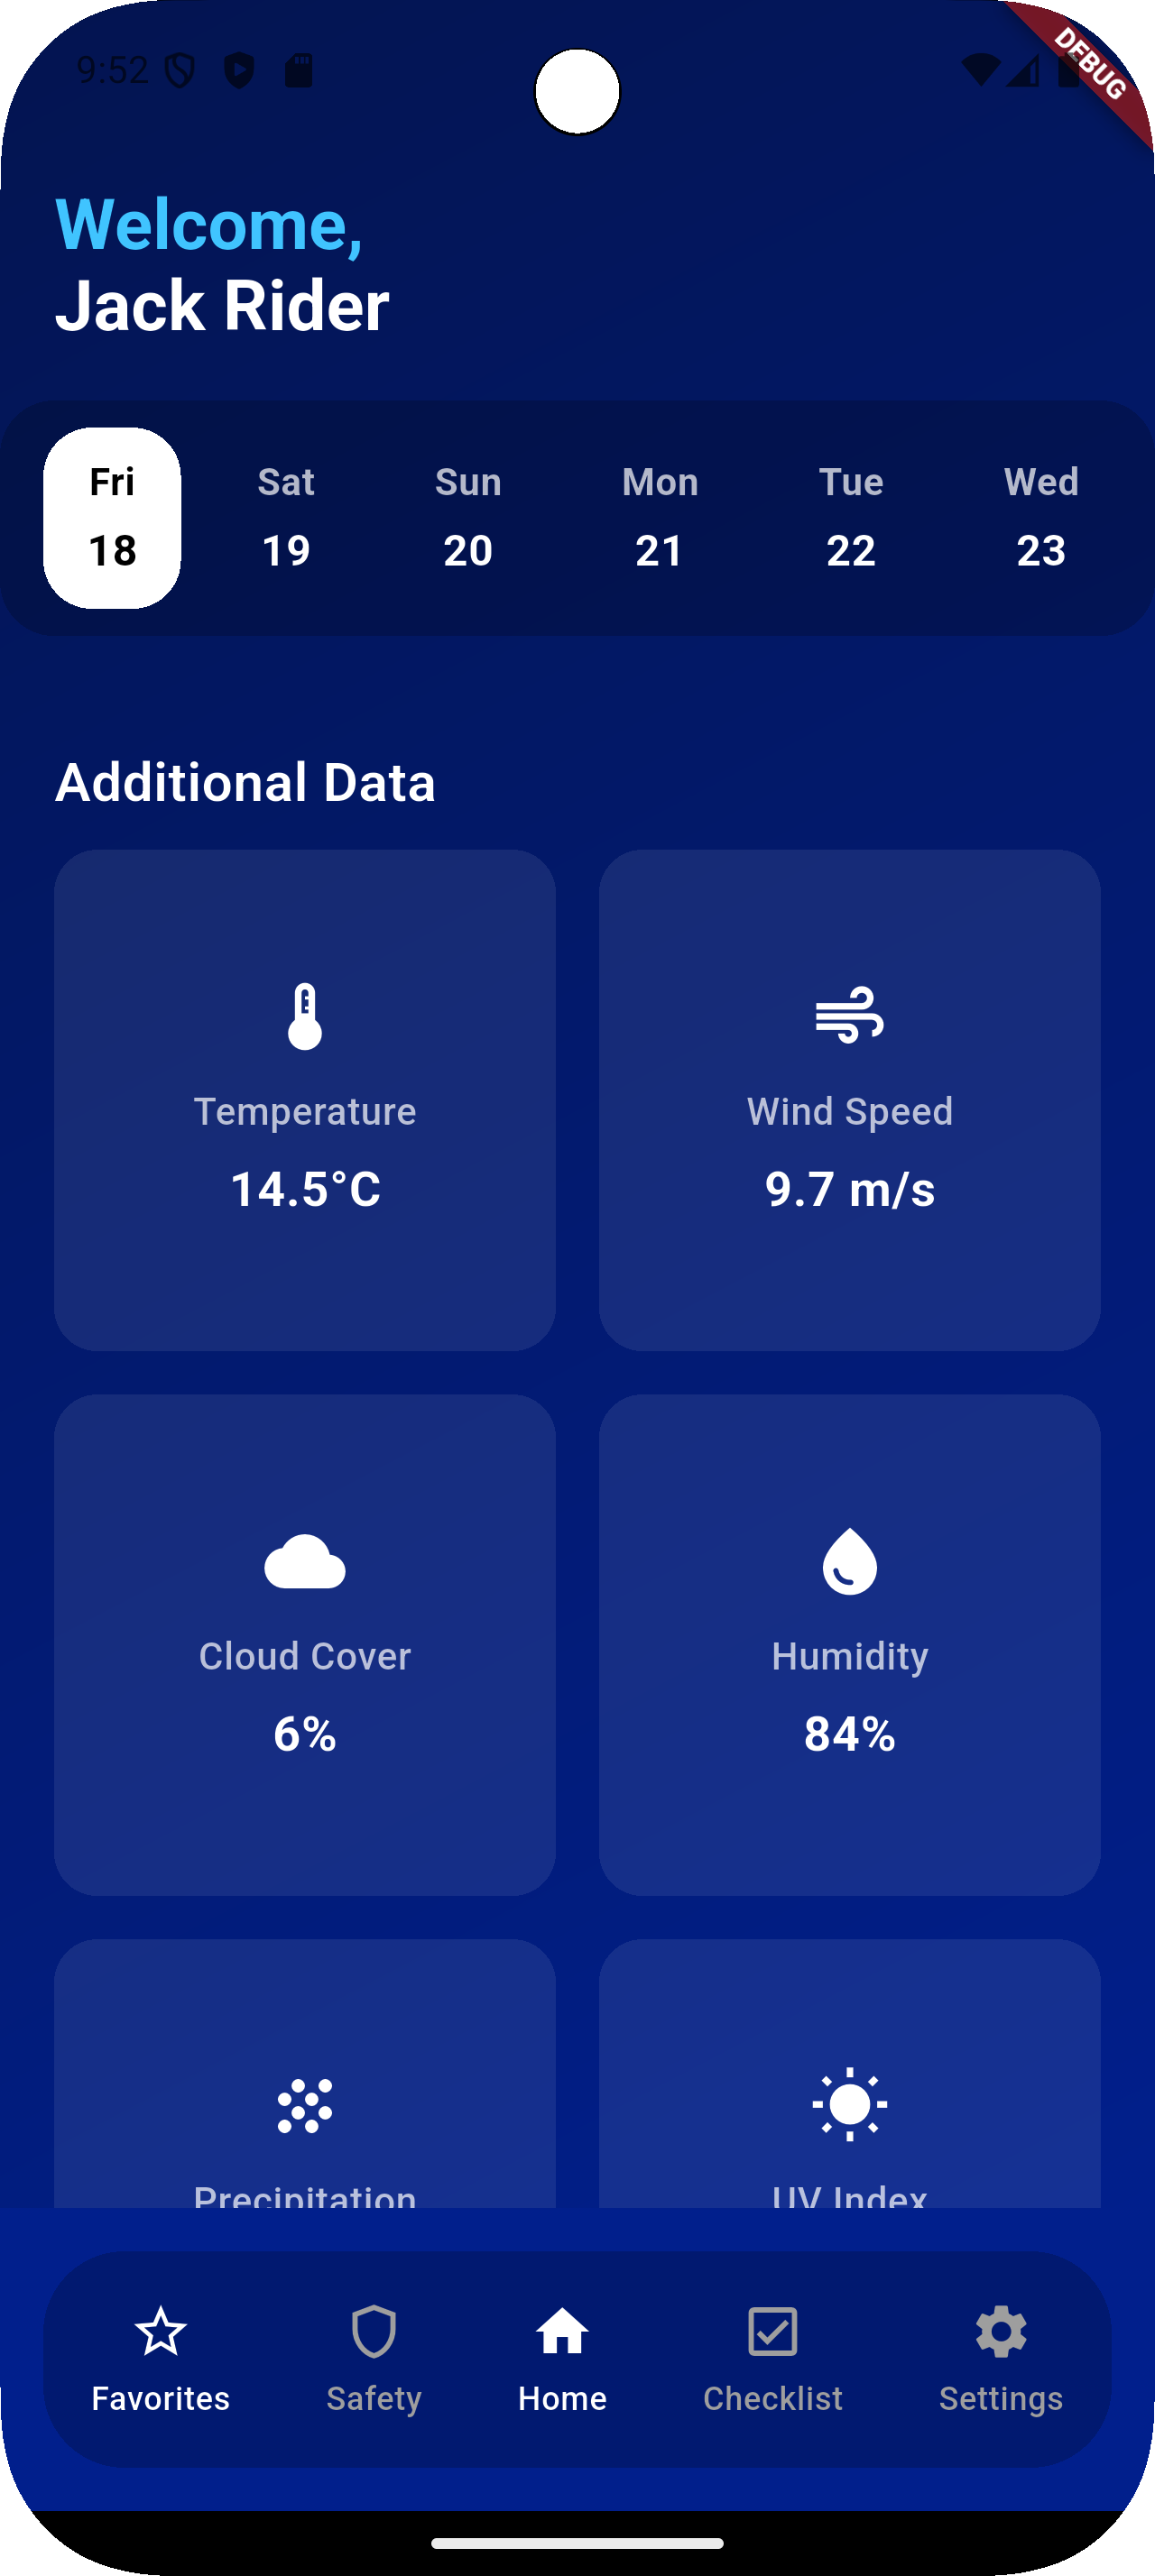 9:52
DEBUG
Welcome,
Jack Rider
Fri Sat Sun Mon Tue Wed
18 19 20 21 22 23
Additional Data
Temperature Wind Speed
14.5°C 9.7 m/s
Cloud Cover Humidity
6% 84%
Precipitation UV Index
Favorites Safety Home Checklist Settings